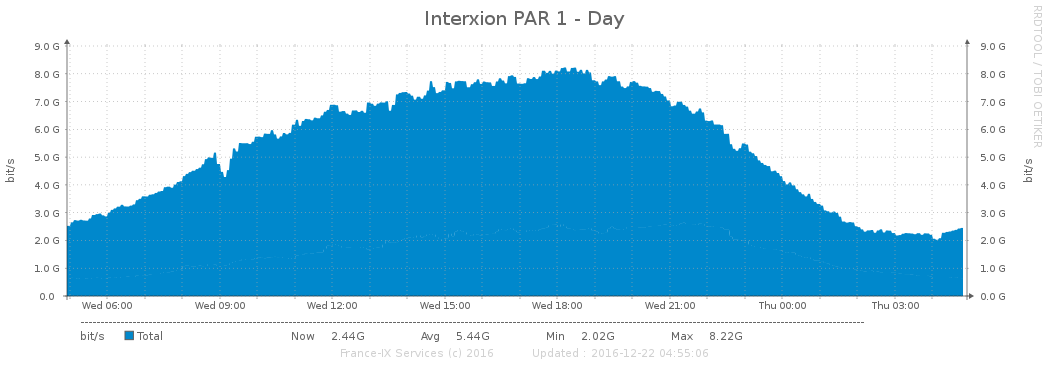 Interxion PAR 1 - Day
RRDTOOL / TOBI OETIKER
9.0 G 9.0 G
8.0 G 8.0 G
7.0 G 7.0 G
6.0 G 6.0 G
5.0 G 5.0 G
4.0 G 4.0 G
3.0 G 3.0 G
2.0 G 2.0 G
1.0 G 1.0 G
0.0 0.0 G
bit/s bit/s
Wed 06:00 Wed 09:00 Wed 12:00 Wed 15:00 Wed 18:00 Wed 21:00 Thu 00:00 Thu 03:00
bit/s Total Now 2.44G Avg 5.44G Min 2.02G Max 8.22G
France-IX Services (c) 2016 Updated : 2016-12-22 04:55:06